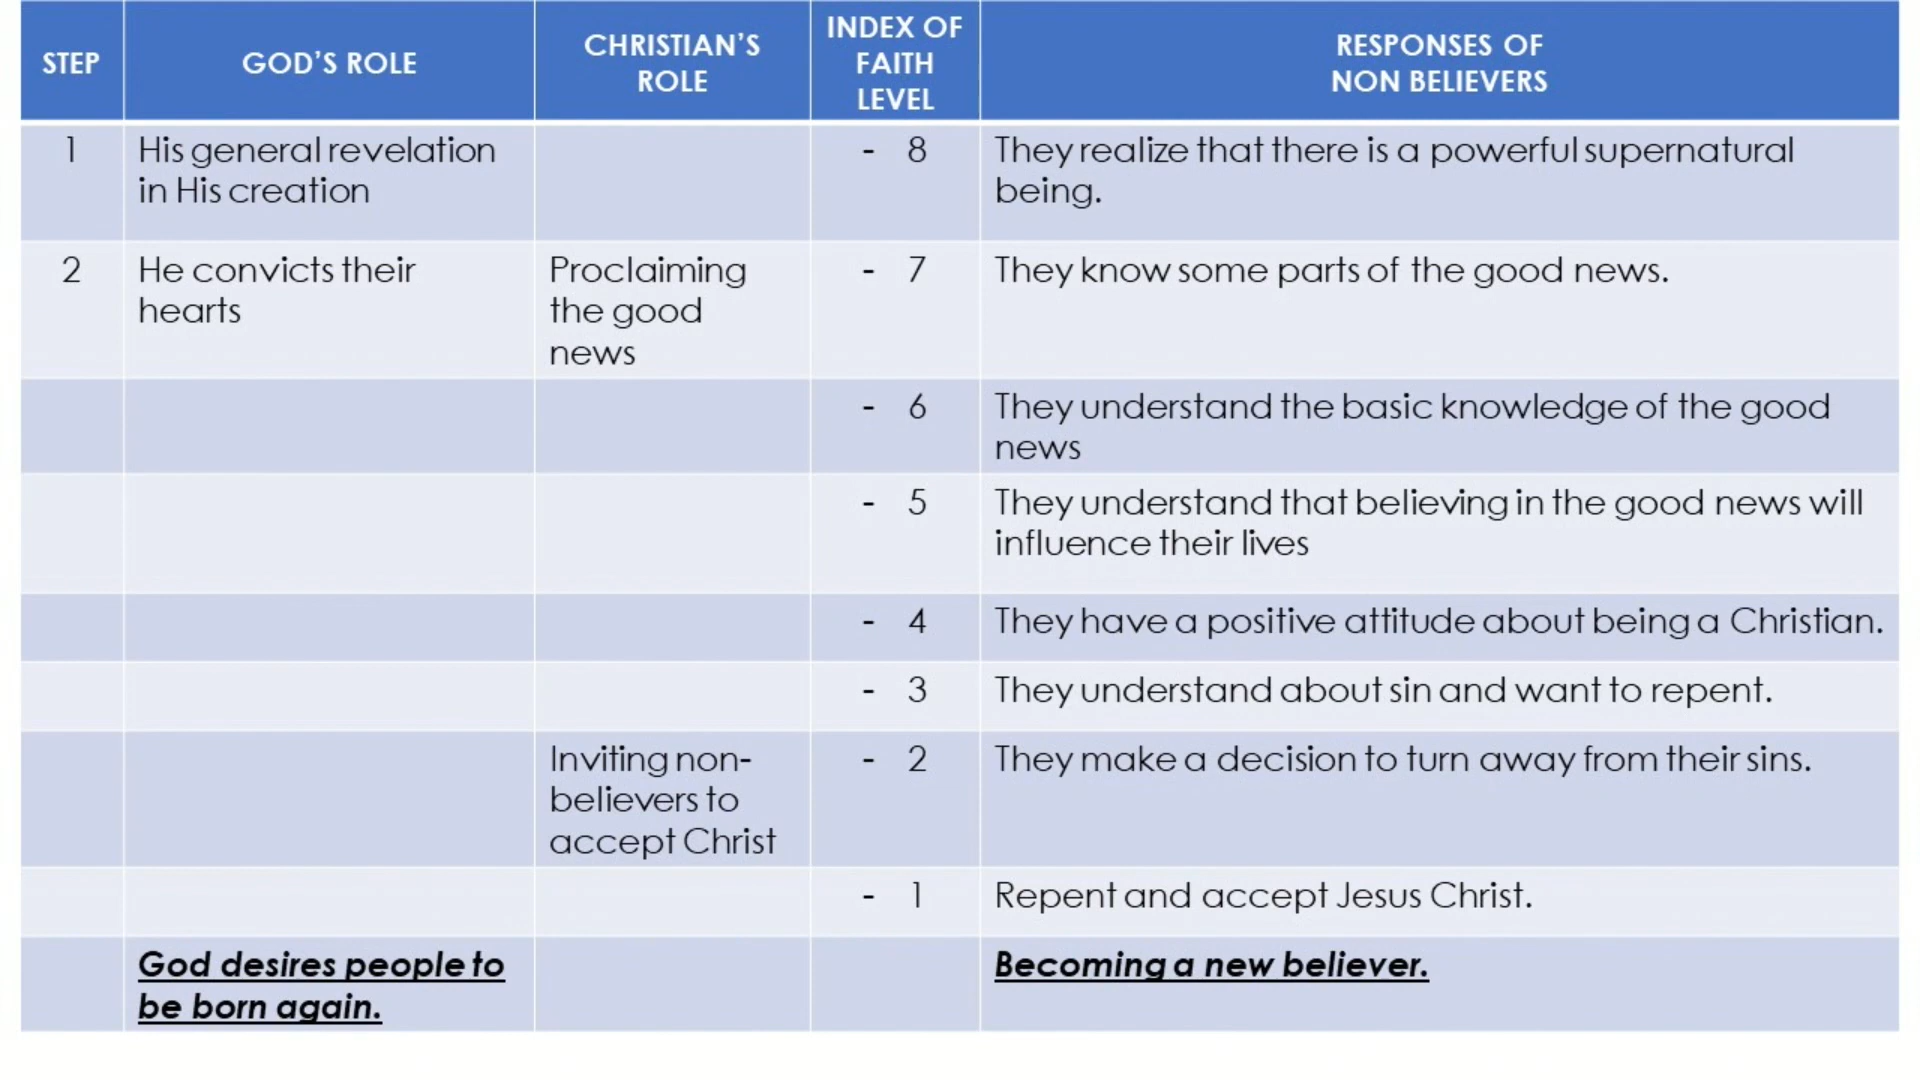 STEP
GOD'S ROLE
CHRISTIAN'S
ROLE
INDEX OF
FAITH
LEVEL
RESPONSES OF
NON BELIEVERS
1
His general revelation
in His creation
- 8
They realize that there is a powerful supernatural
being.
2
He convicts their
hearts
Proclaiming
the good
news
- 7
They know some parts of the good news.
- 6
They understand the basic knowledge of the good
news
- 5
They understand that believing in the good news will
influence their lives
- 4
They have a positive attitude about being a Christian.
- 3
They understand about sin and want to repent.
Inviting non-
believers to
accept Christ
- 2
They make a decision to turn away from their sins.
- 1
Repent and accept Jesus Christ.
God desires people to
be born again.
Becoming a new believer.